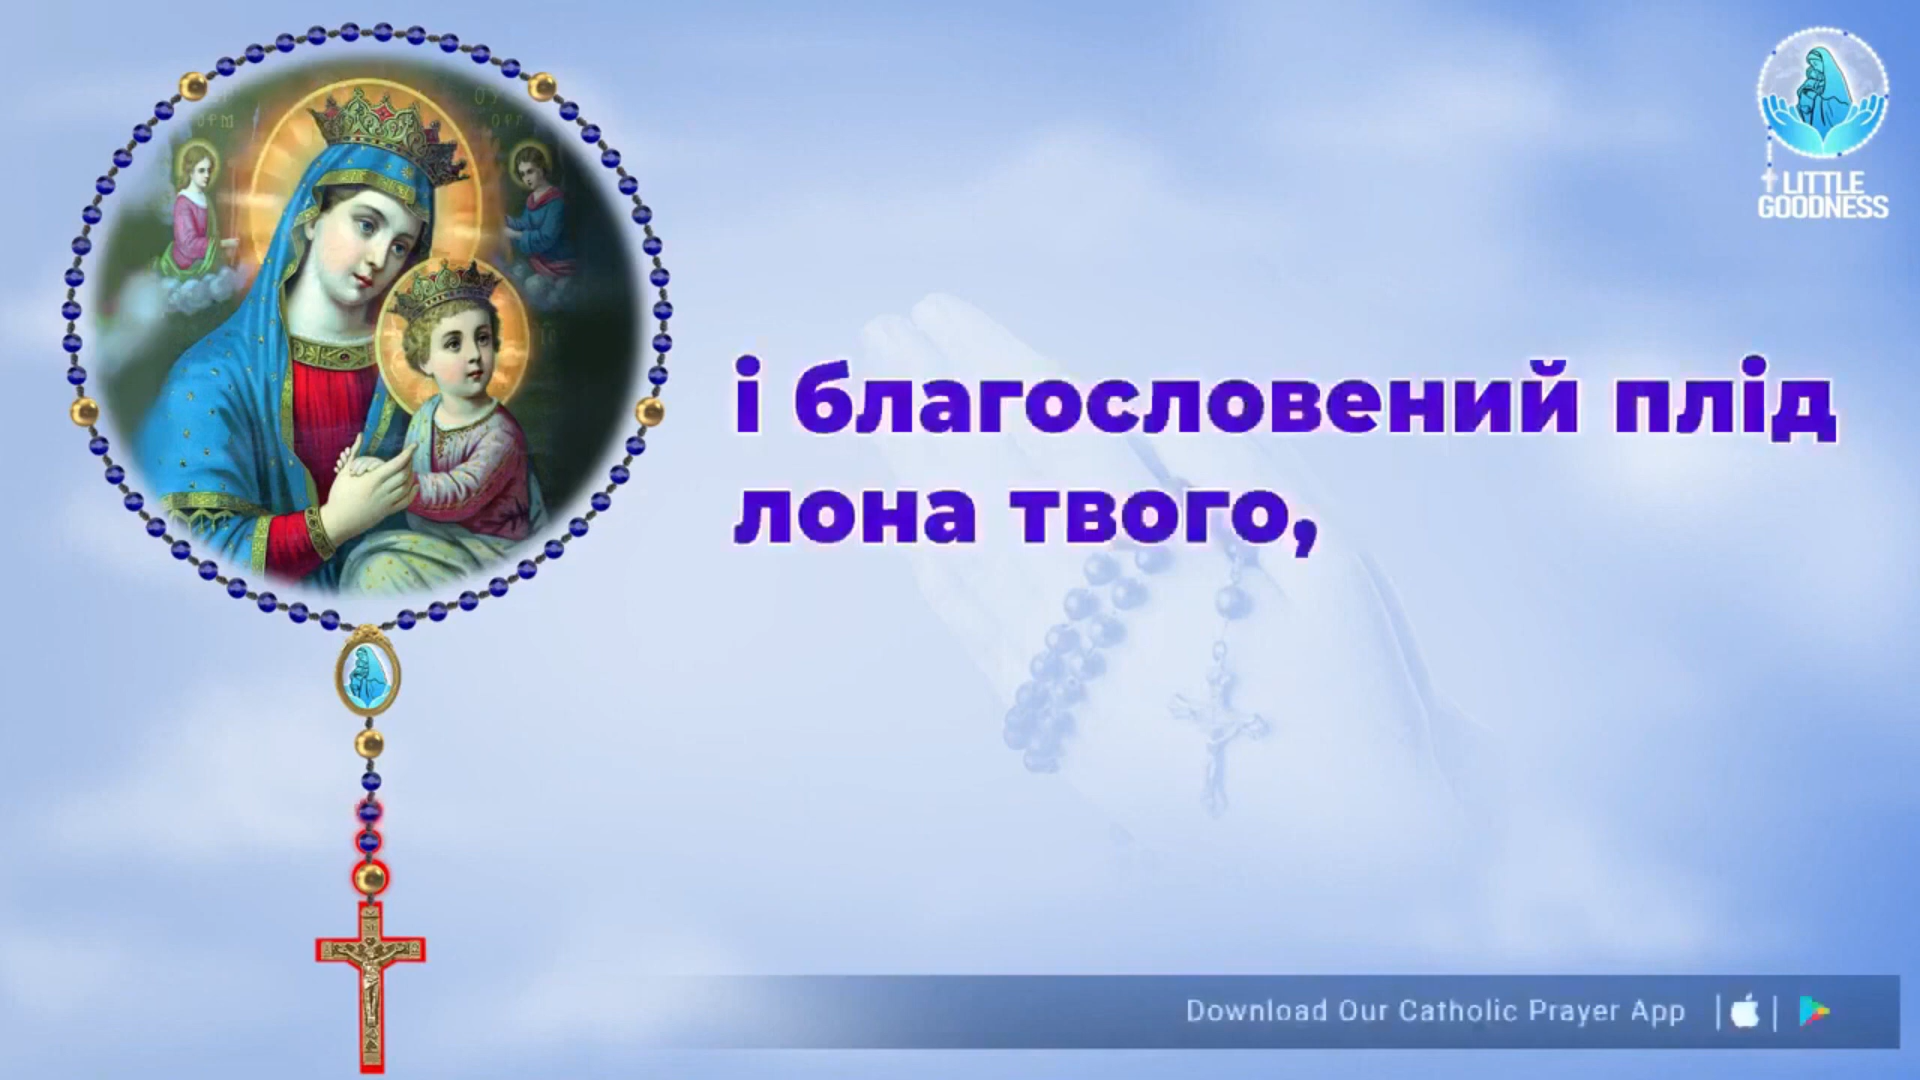 LITTLE
GOODNESS
і благословений плід
лона твого,
Download Our Catholic Prayer App